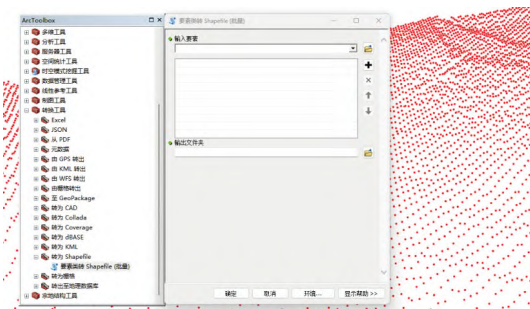 ArcToolbox
多维工具
分析工具
服务器工具
空间统计工具
时空模式挖掘工具
数据管理工具
线性参考工具
制图工具
转换工具
Excel
JSON
从 PDF
元数据
由 GPS 转出
由 KML 转出
由 WFS 转出
由栅格转出
至 GeoPackage
转为 CAD
转为 Collada
转为 Coverage
转为 dBASE
转为 KML
转为 Shapefile
要素类转 Shapefile (批量)
转为栅格
转出至地理数据库
宗地结构工具
要素类转 Shapefile (批量)
输入要素
输出文件夹
确定
取消
环境...
显示帮助 >>